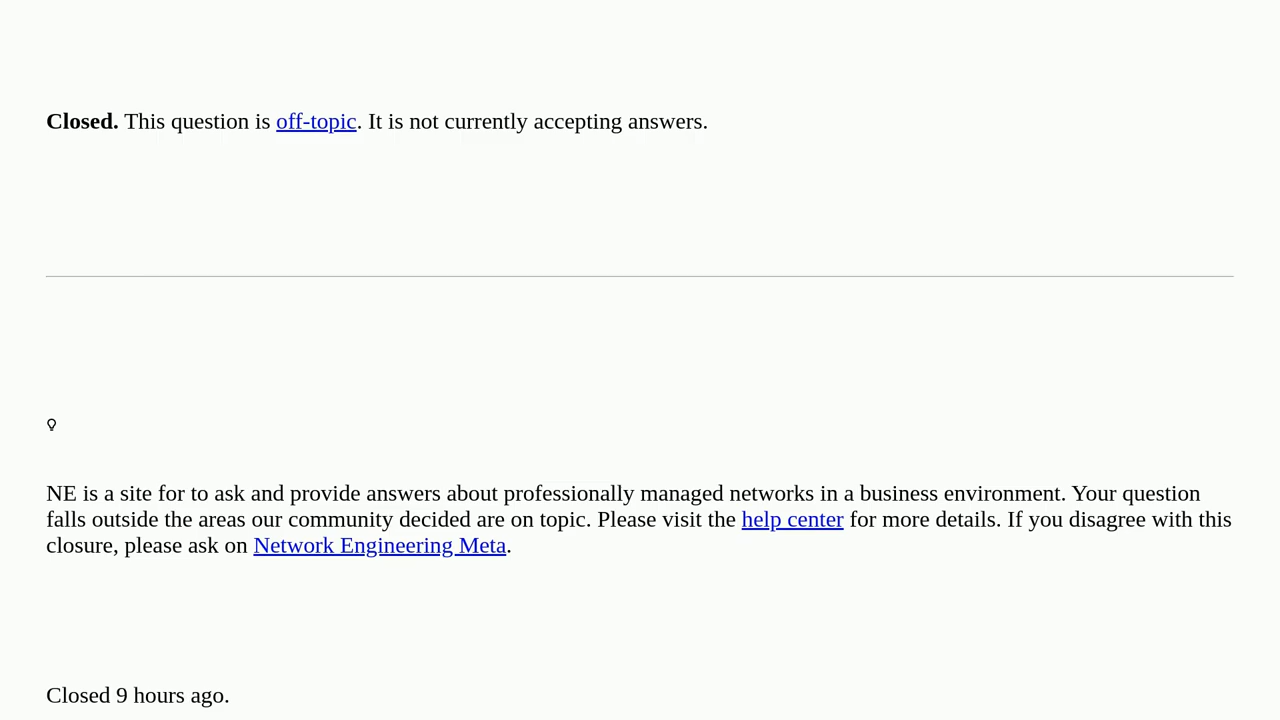 Closed. This question is off-topic. It is not currently accepting answers.
NE is a site for to ask and provide answers about professionally managed networks in a business environment. Your question
falls outside the areas our community decided are on topic. Please visit the help center for more details. If you disagree with this
closure, please ask on Network Engineering Meta.
Closed 9 hours ago.